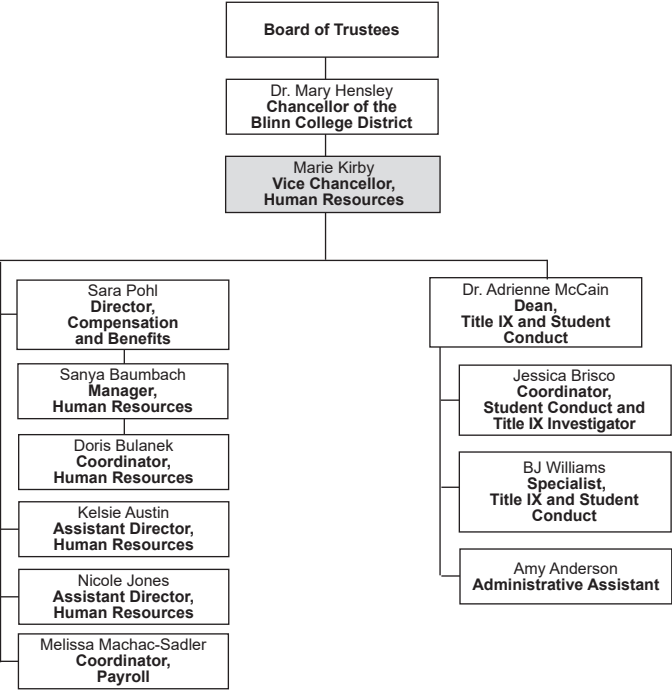 Board of Trustees
Dr. Mary Hensley
Chancellor of the
Blinn College District
Marie Kirby
Vice Chancellor,
Human Resources
Sara Pohl
Director,
Compensation
and Benefits
Sanya Baumbach
Manager,
Human Resources
Doris Bulanek
Coordinator,
Human Resources
Kelsie Austin
Assistant Director,
Human Resources
Nicole Jones
Assistant Director,
Human Resources
Melissa Machac-Sadler
Coordinator,
Payroll
Dr. Adrienne McCain
Dean,
Title IX and Student
Conduct
Jessica Brisco
Coordinator,
Student Conduct and
Title IX Investigator
BJ Williams
Specialist,
Title IX and Student
Conduct
Amy Anderson
Administrative Assistant